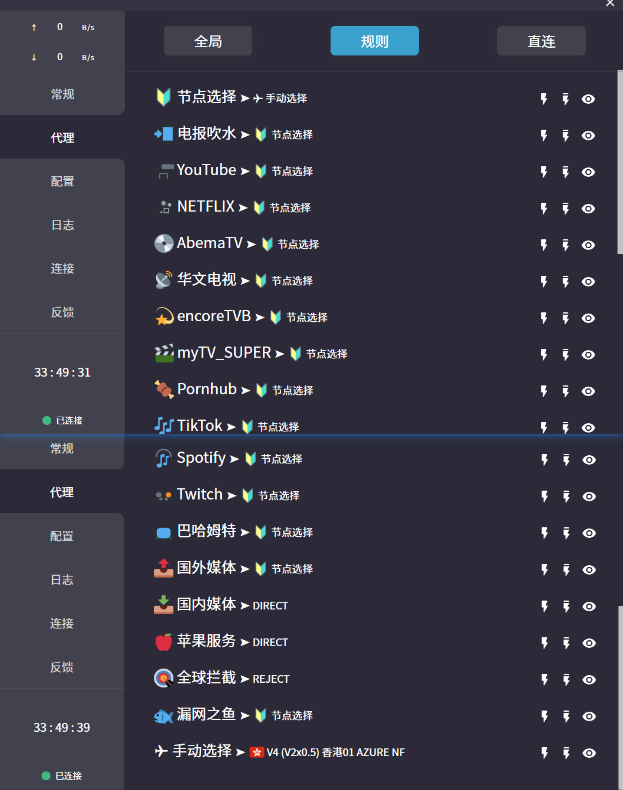 ↑ 0 B/s
↓ 0 B/s
全局 规则 直连
常规
代理
配置
日志
连接
反馈
33:49:31
已连接
节点选择 ➤ ✈ 手动选择
电报吹水 ➤ 🔰 节点选择
YouTube ➤ 🔰 节点选择
NETFLIX ➤ 🔰 节点选择
AbemaTV ➤ 🔰 节点选择
华文电视 ➤ 🔰 节点选择
encoreTVB ➤ 🔰 节点选择
myTV_SUPER ➤ 🔰 节点选择
Pornhub ➤ 🔰 节点选择
TikTok ➤ 🔰 节点选择
常规
代理
配置
日志
连接
反馈
33:49:39
已连接
Spotify ➤ 🔰 节点选择
Twitch ➤ 🔰 节点选择
巴哈姆特 ➤ 🔰 节点选择
国外媒体 ➤ 🔰 节点选择
国内媒体 ➤ DIRECT
苹果服务 ➤ DIRECT
全球拦截 ➤ REJECT
漏网之鱼 ➤ 🔰 节点选择
✈ 手动选择 ➤ 🇭🇰 V4 (V2x0.5) 香港01 AZURE NF